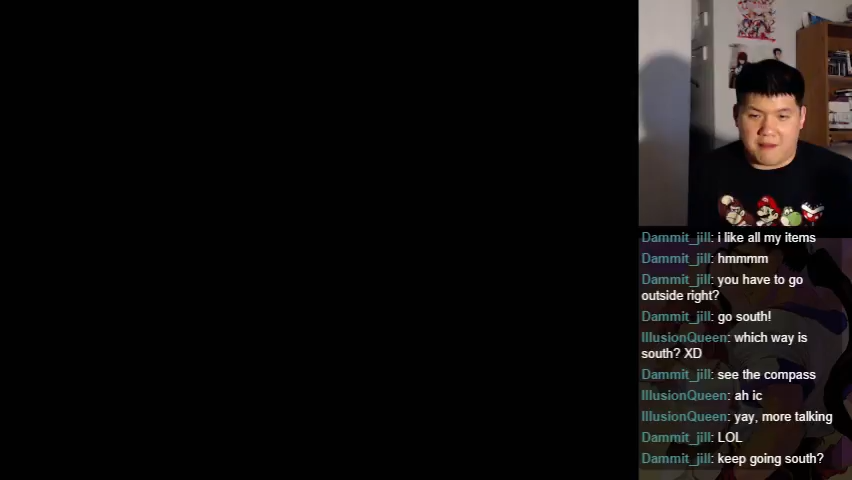 Dammit_jill: i like all my items
Dammit_jill: hmmmm
Dammit_jill: you have to go
outside right?
Dammit_jill: go south!
IllusionQueen: which way is
south? XD
Dammit_jill: see the compass
IllusionQueen: ah ic
IllusionQueen: yay, more talking
Dammit_jill: LOL
Dammit_jill: keep going south?